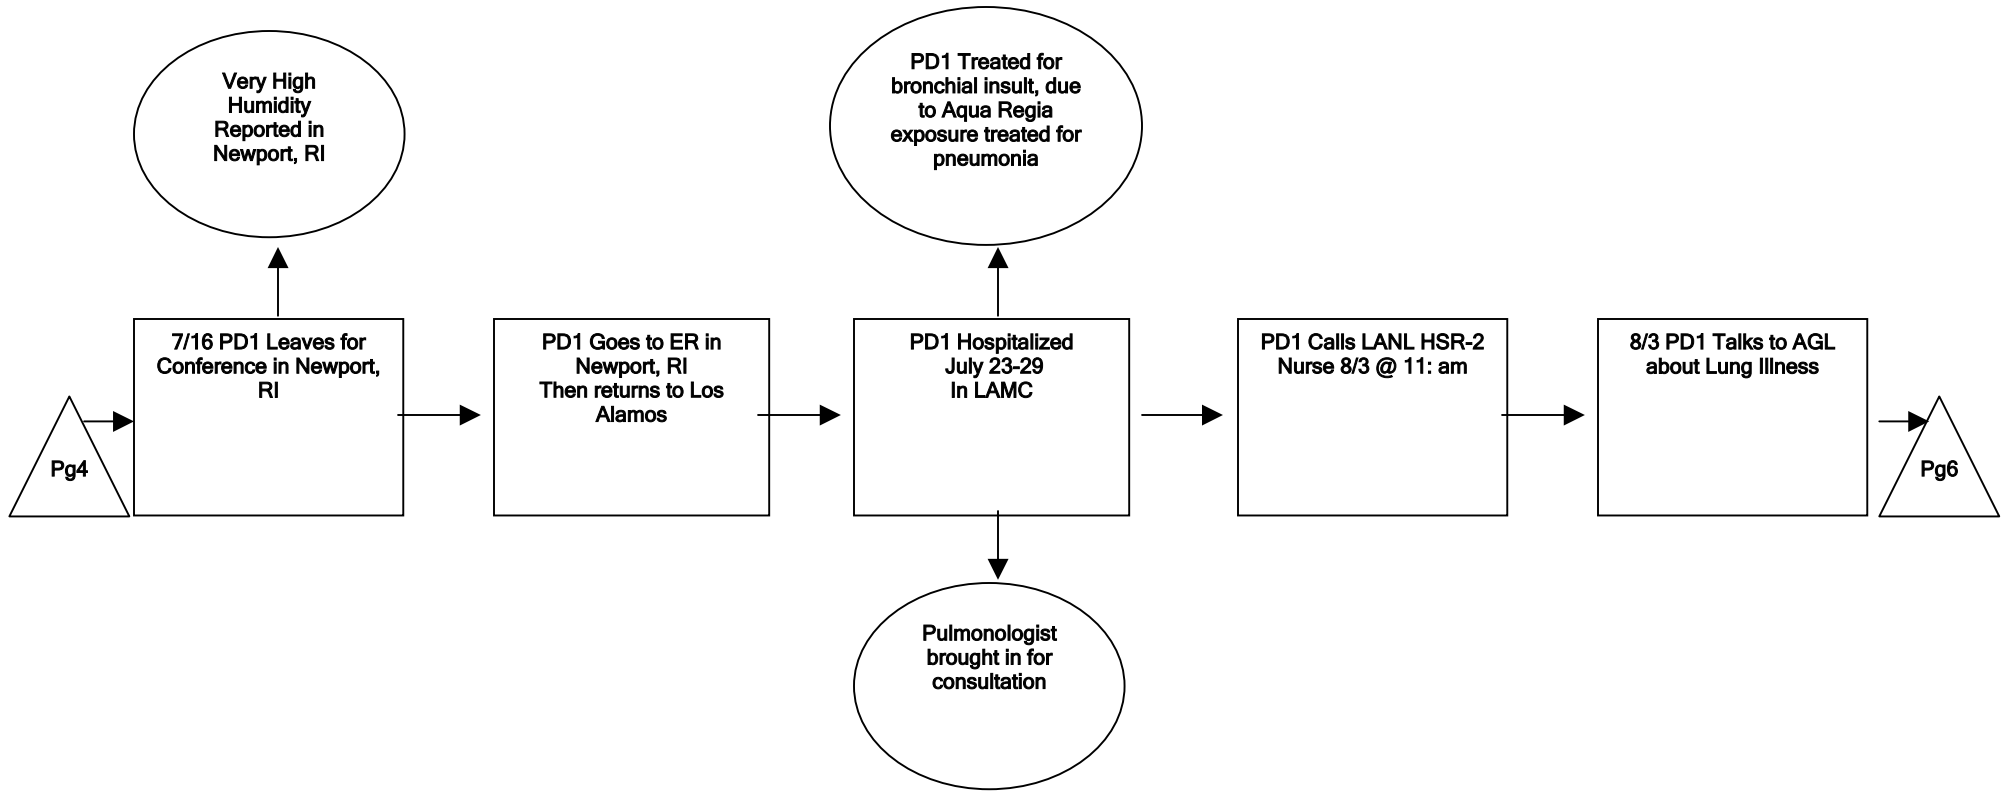 Very High
Humidity
Reported in
Newport, RI
PD1 Treated for
bronchial insult, due
to Aqua Regia
exposure treated for
pneumonia
Pg4
7/16 PD1 Leaves for
Conference in Newport,
RI
PD1 Goes to ER in
Newport, RI
Then returns to Los
Alamos
PD1 Hospitalized
July 23-29
In LAMC
PD1 Calls LANL HSR-2
Nurse 8/3 @ 11: am
8/3 PD1 Talks to AGL
about Lung Illness
Pg6
Pulmonologist
brought in for
consultation